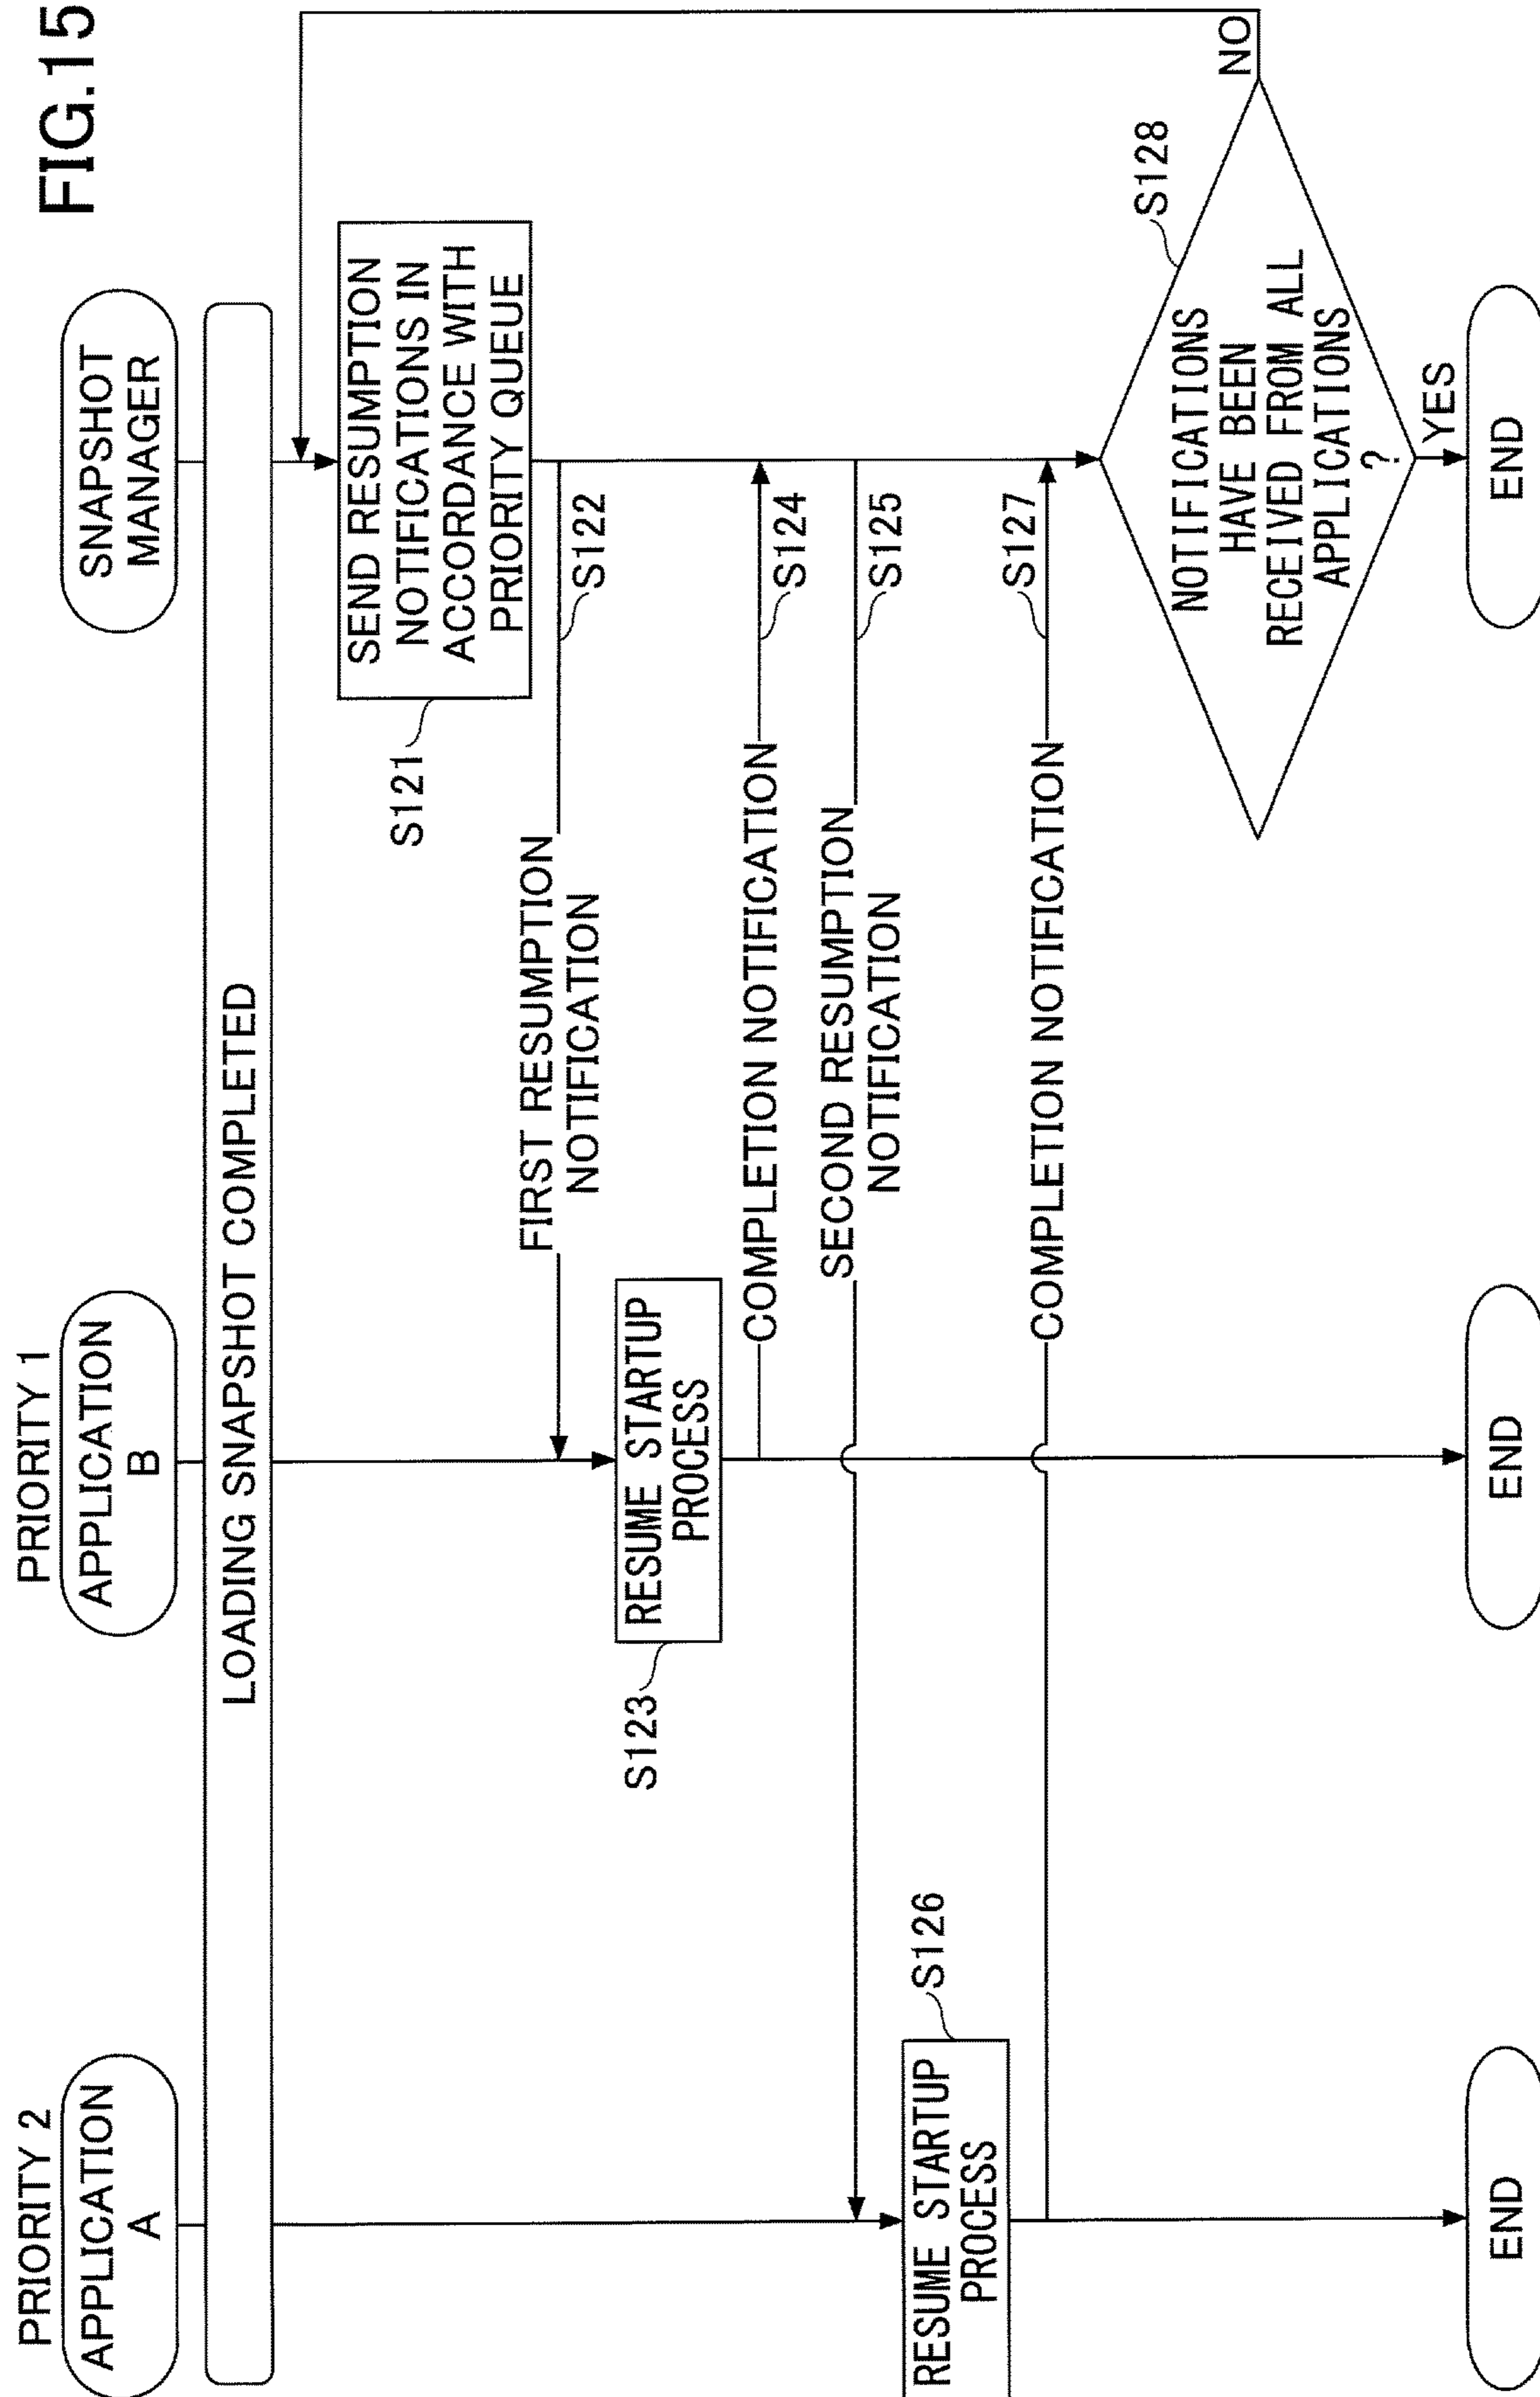 FIG.15
PRIORITY 2
APPLICATION
A
PRIORITY 1
APPLICATION
B
SNAPSHOT
MANAGER
LOADING SNAPSHOT COMPLETED
S121
SEND RESUMPTION
NOTIFICATIONS IN
ACCORDANCE WITH
PRIORITY QUEUE
FIRST RESUMPTION
NOTIFICATION
S122
S123
RESUME STARTUP
PROCESS
COMPLETION NOTIFICATION
S124
SECOND RESUMPTION
NOTIFICATION
S125
RESUME STARTUP
PROCESS
S126
COMPLETION NOTIFICATION
S127
S128
NOTIFICATIONS
HAVE BEEN
RECEIVED FROM ALL
APPLICATIONS
?
NO
YES
END
END
END